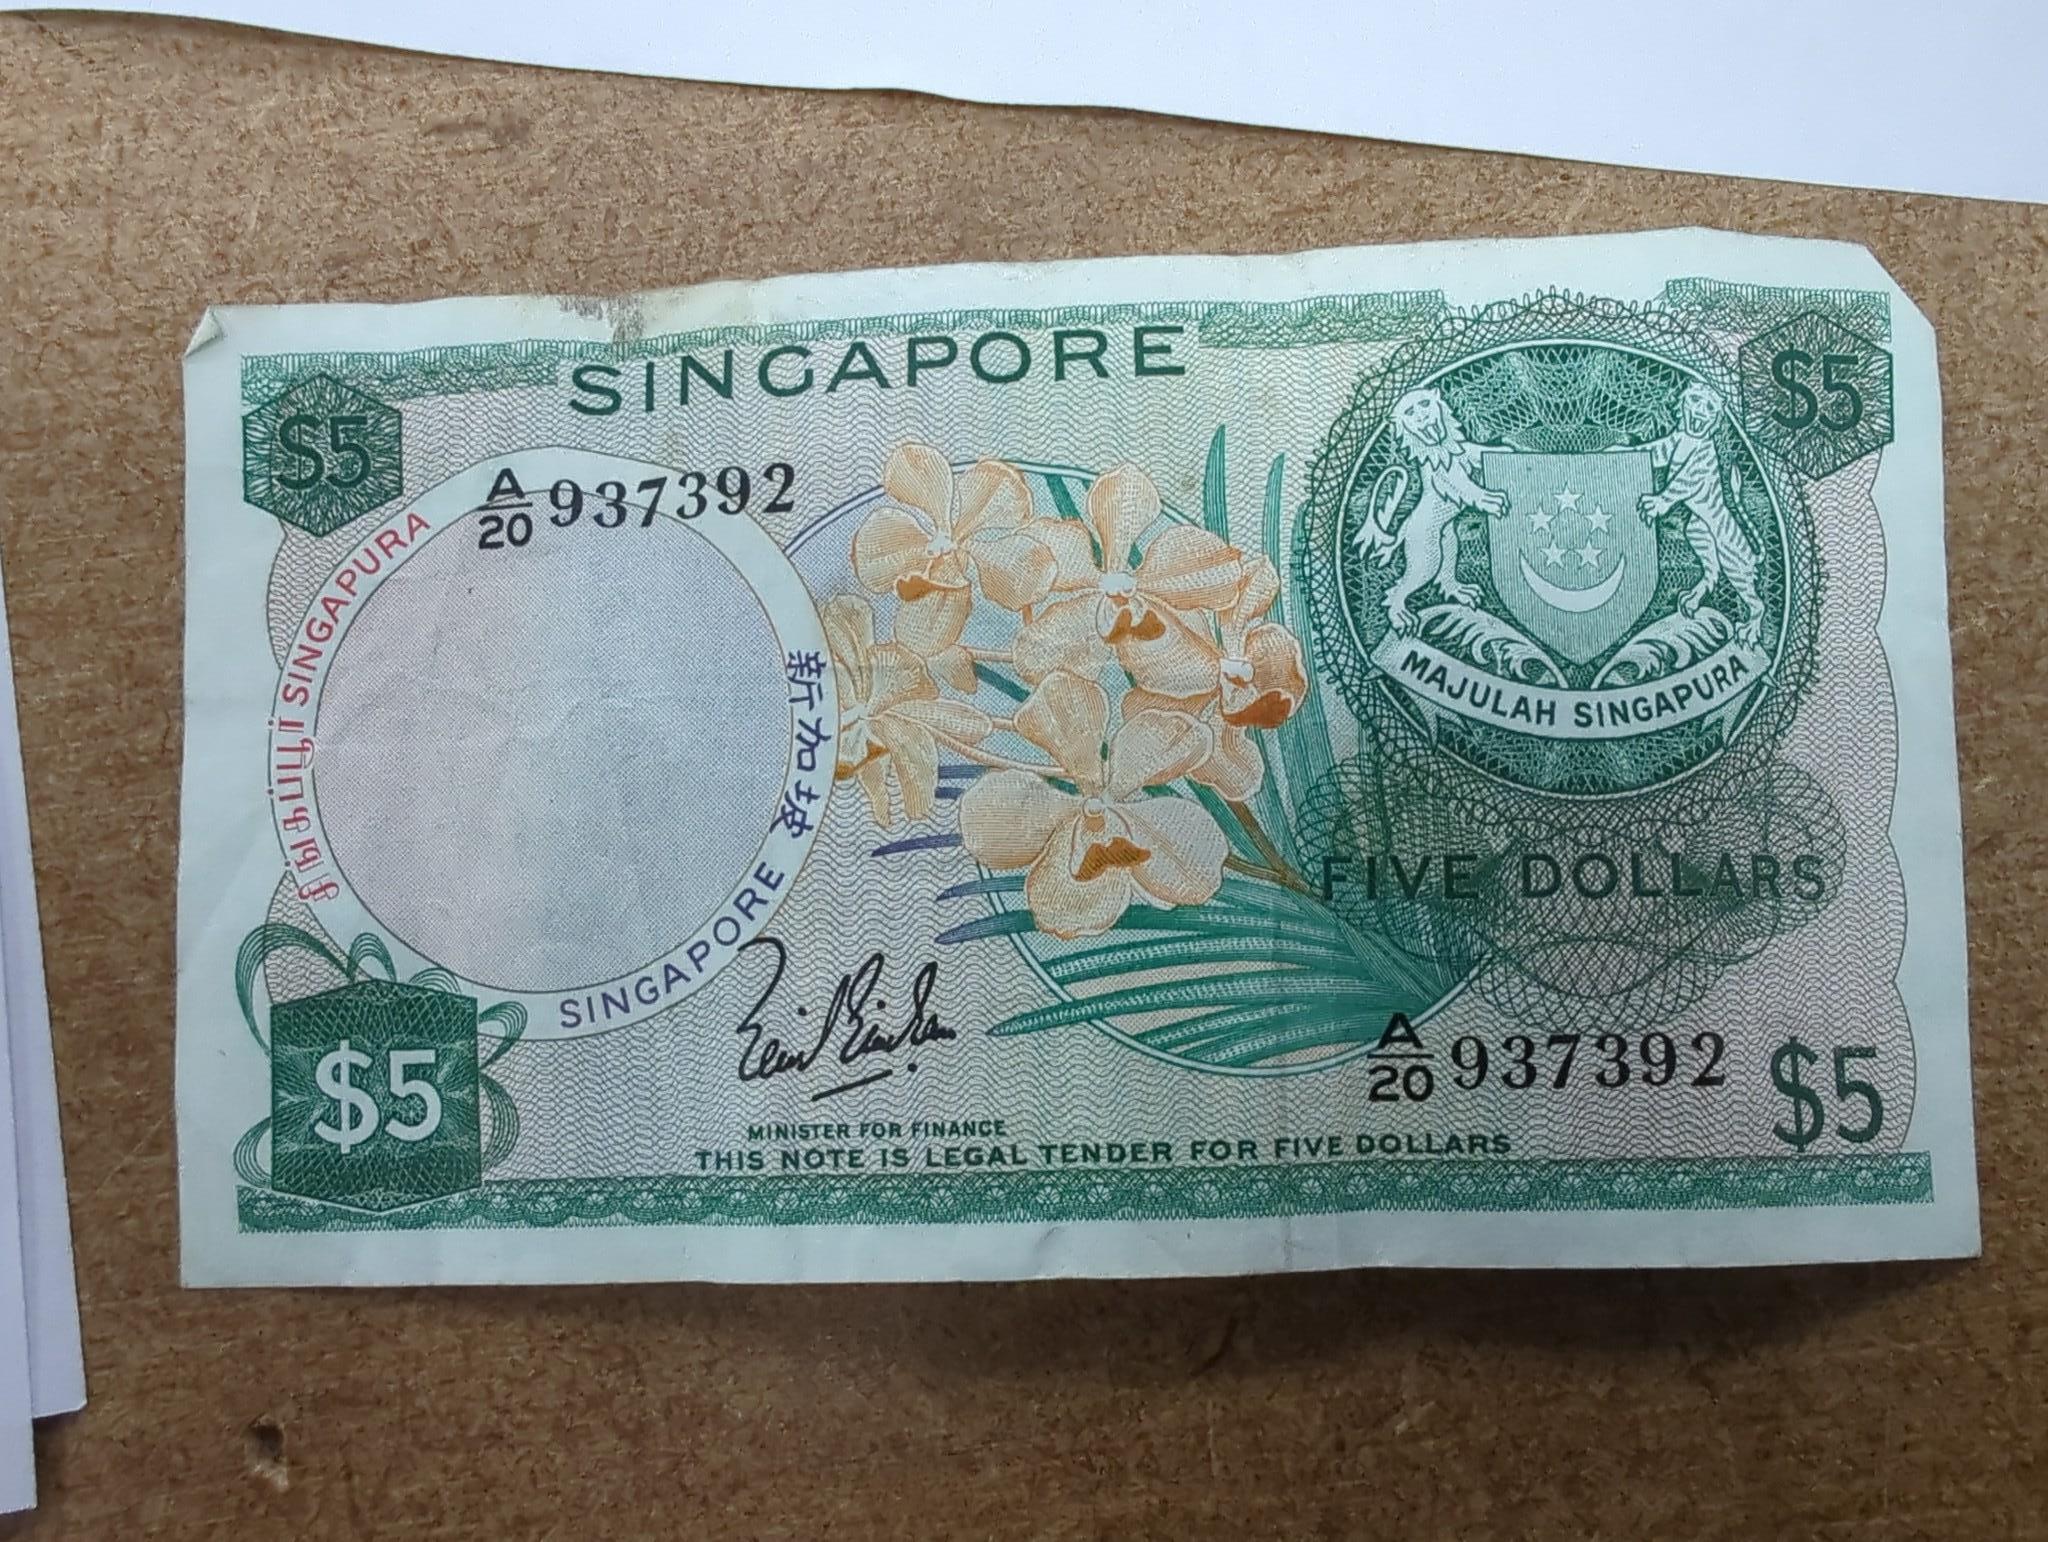 SINGAPORE
$5
$5
A/20 937392
சிங்கப்பூர் SINGAPURA
新加坡
SINGAPORE
MAJULAH SINGAPURA
FIVE DOLLARS
A/20 937392
$5
$5
MINISTER FOR FINANCE
THIS NOTE IS LEGAL TENDER FOR FIVE DOLLARS